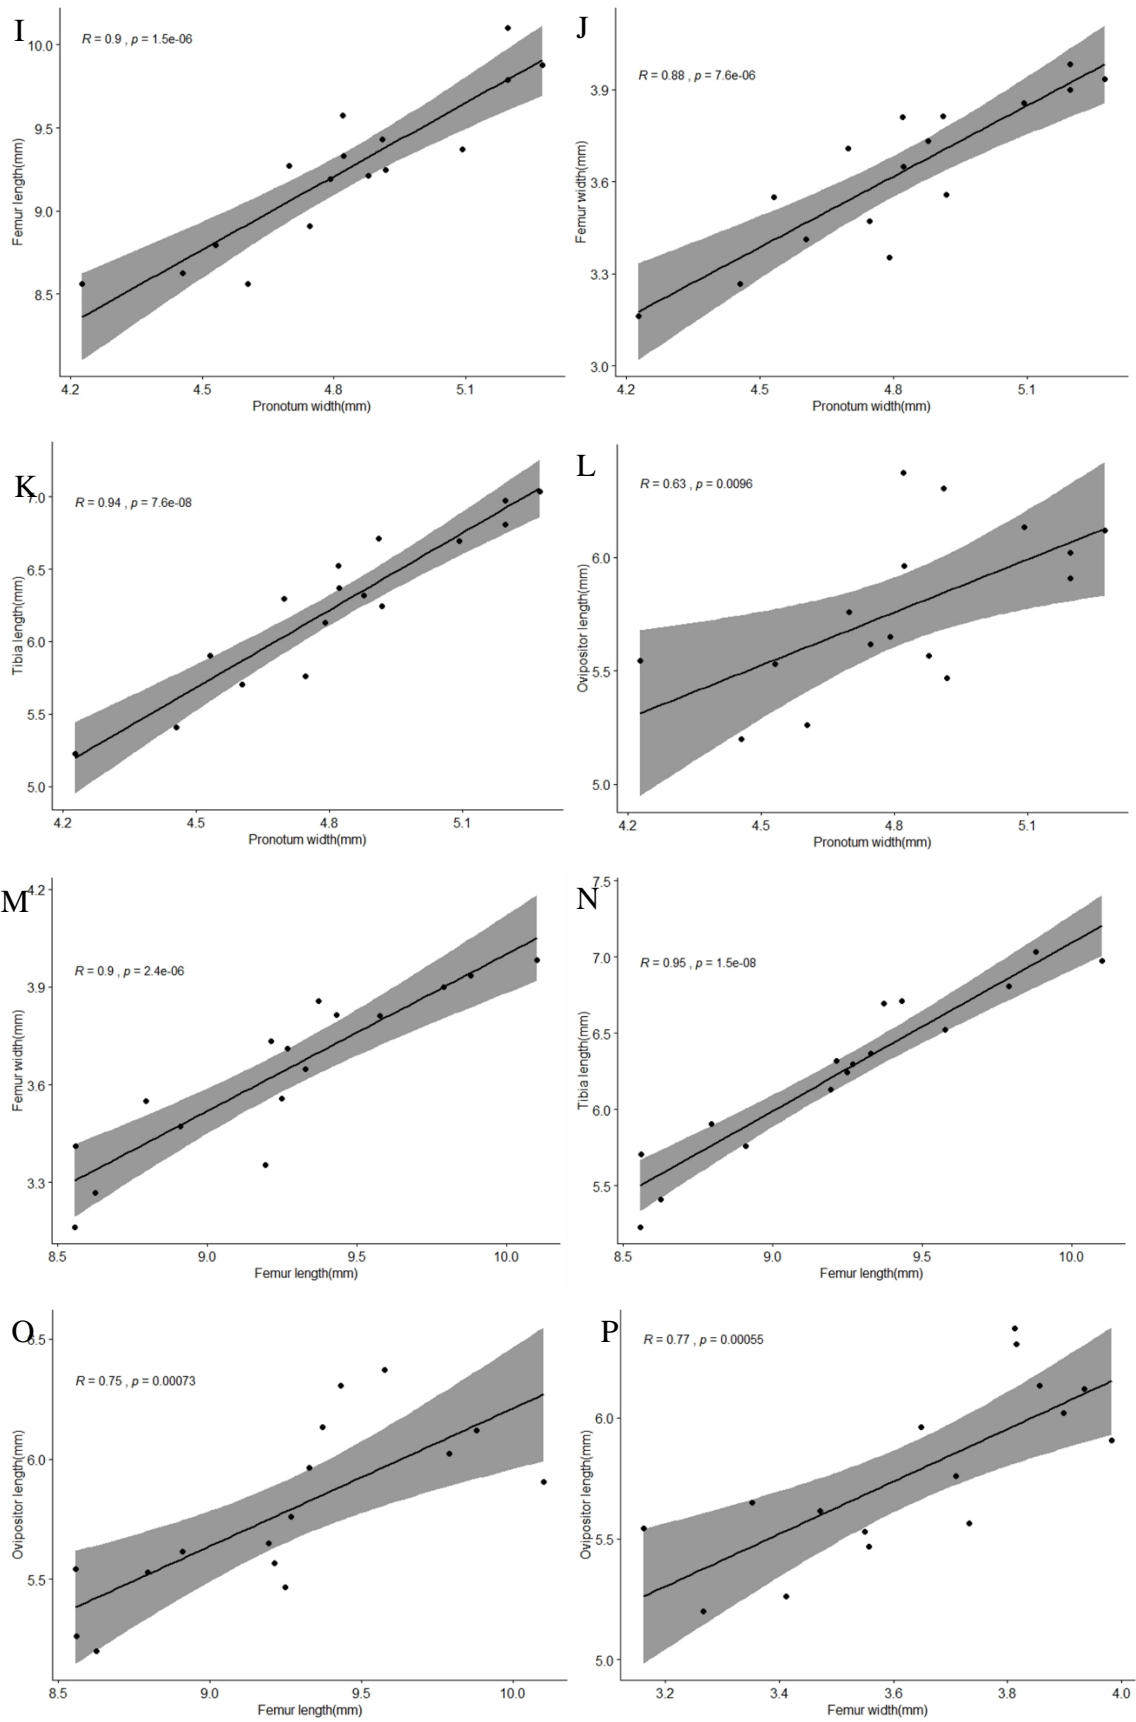 I
R = 0.9 , p = 1.5e-06
10.0
9.5
9.0
8.5
Femur length(mm)
4.2 4.5 4.8 5.1
Pronotum width(mm)
J
R = 0.88 , p = 7.6e-06
3.9
3.6
3.3
3.0
Femur width(mm)
4.2 4.5 4.8 5.1
Pronotum width(mm)
K
R = 0.94 , p = 7.6e-08
7.0
6.5
6.0
5.5
5.0
Tibia length(mm)
4.2 4.5 4.8 5.1
Pronotum width(mm)
L
R = 0.63 , p = 0.0096
6.0
5.5
5.0
Ovipositor length(mm)
4.2 4.5 4.8 5.1
Pronotum width(mm)
M
4.2
R = 0.9 , p = 2.4e-06
3.9
3.6
3.3
Femur width(mm)
8.5 9.0 9.5 10.0
Femur length(mm)
N
7.5
R = 0.95 , p = 1.5e-08
7.0
6.5
6.0
5.5
Tibia length(mm)
8.5 9.0 9.5 10.0
Femur length(mm)
O
6.5
R = 0.75 , p = 0.00073
6.0
5.5
Ovipositor length(mm)
8.5 9.0 9.5 10.0
Femur length(mm)
P
R = 0.77 , p = 0.00055
6.0
5.5
5.0
Ovipositor length(mm)
3.2 3.4 3.6 3.8 4.0
Femur width(mm)